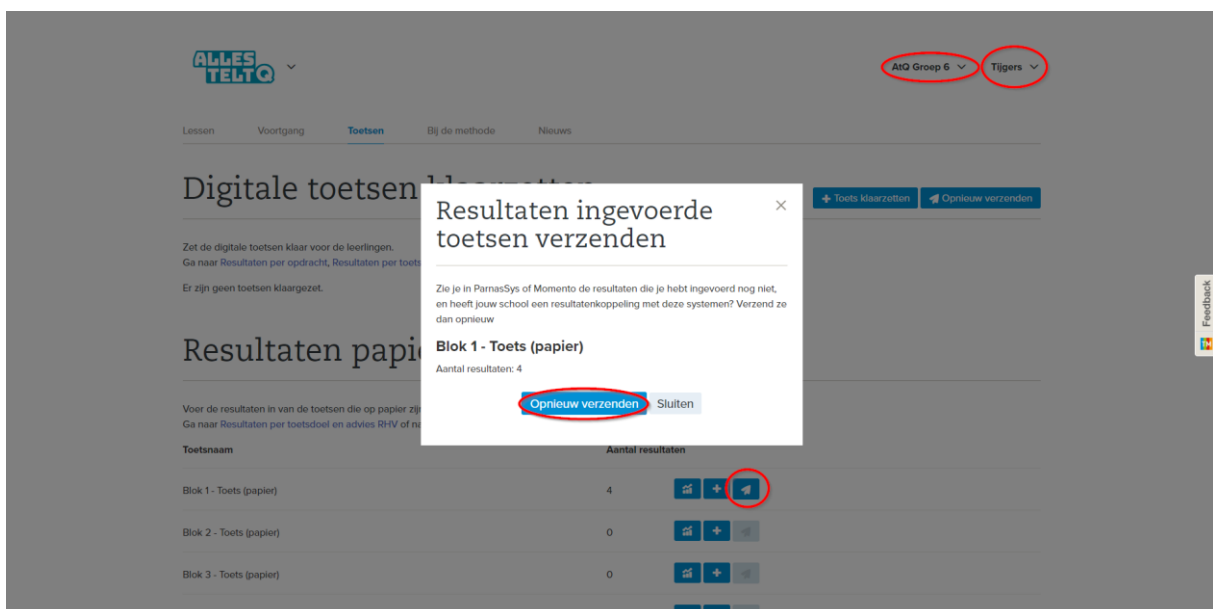 ALLES
TELT Q
AtQ Groep 6
Tijgers
Lessen
Voortgang
Toetsen
Bij de methode
Nieuws
Digitale toetsen
Toets klaarzetten
Opnieuw verzenden
Zet de digitale toetsen klaar voor de leerlingen.
Ga naar Resultaten per opdracht, Resultaten per toets
Er zijn geen toetsen klaargezet.
Resultaten ingevoerde
toetsen verzenden
Zie je in ParnasSys of Momento de resultaten die je hebt ingevoerd nog niet,
en heeft jouw school een resultatenkoppeling met deze systemen? Verzend ze
dan opnieuw
Blok 1 - Toets (papier)
Aantal resultaten: 4
Opnieuw verzenden
Sluiten
Feedback
Resultaten papi
Voor de resultaten in van de toetsen die op papier zij
Ga naar Resultaten per toetsdoel en advies RHV of n
Toetsnaam
Aantal resultaten
Blok 1 - Toets (papier)
4
Blok 2 - Toets (papier)
0
Blok 3 - Toets (papier)
0